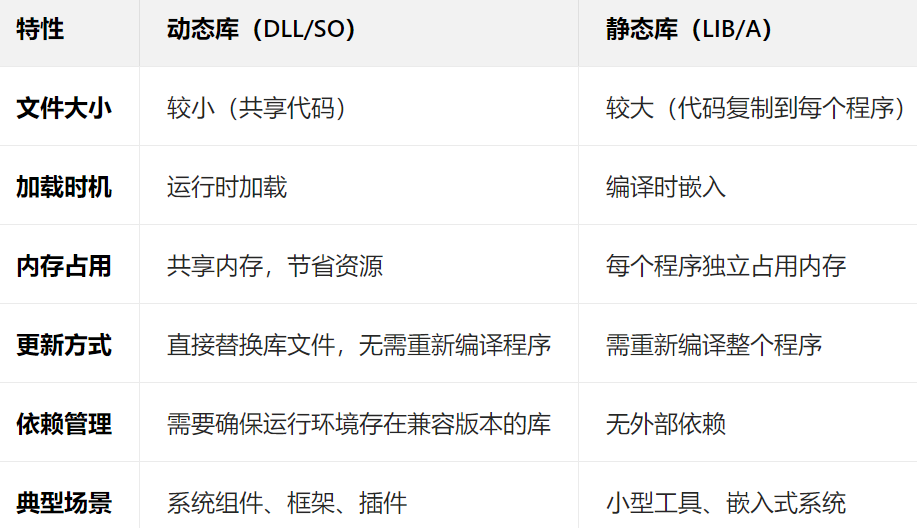 特性 动态库（DLL/SO） 静态库（LIB/A）
文件大小 较小（共享代码） 较大（代码复制到每个程序）
加载时机 运行时加载 编译时嵌入
内存占用 共享内存，节省资源 每个程序独立占用内存
更新方式 直接替换库文件，无需重新编译程序 需重新编译整个程序
依赖管理 需要确保运行环境存在兼容版本的库 无外部依赖
典型场景 系统组件、框架、插件 小型工具、嵌入式系统